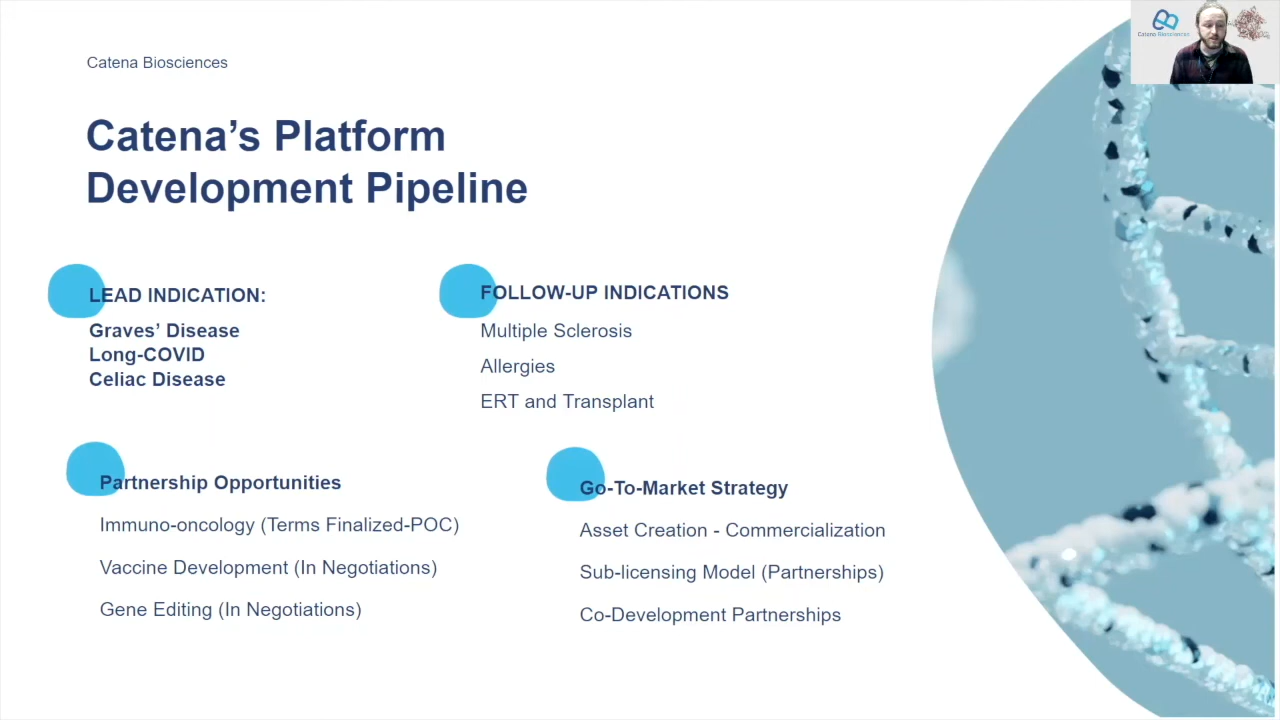 Catena Biosciences
Catena Biosciences
Catena’s Platform
Development Pipeline
LEAD INDICATION:
Graves’ Disease
Long-COVID
Celiac Disease
FOLLOW-UP INDICATIONS
Multiple Sclerosis
Allergies
ERT and Transplant
Partnership Opportunities
Immuno-oncology (Terms Finalized-POC)
Vaccine Development (In Negotiations)
Gene Editing (In Negotiations)
Go-To-Market Strategy
Asset Creation - Commercialization
Sub-licensing Model (Partnerships)
Co-Development Partnerships